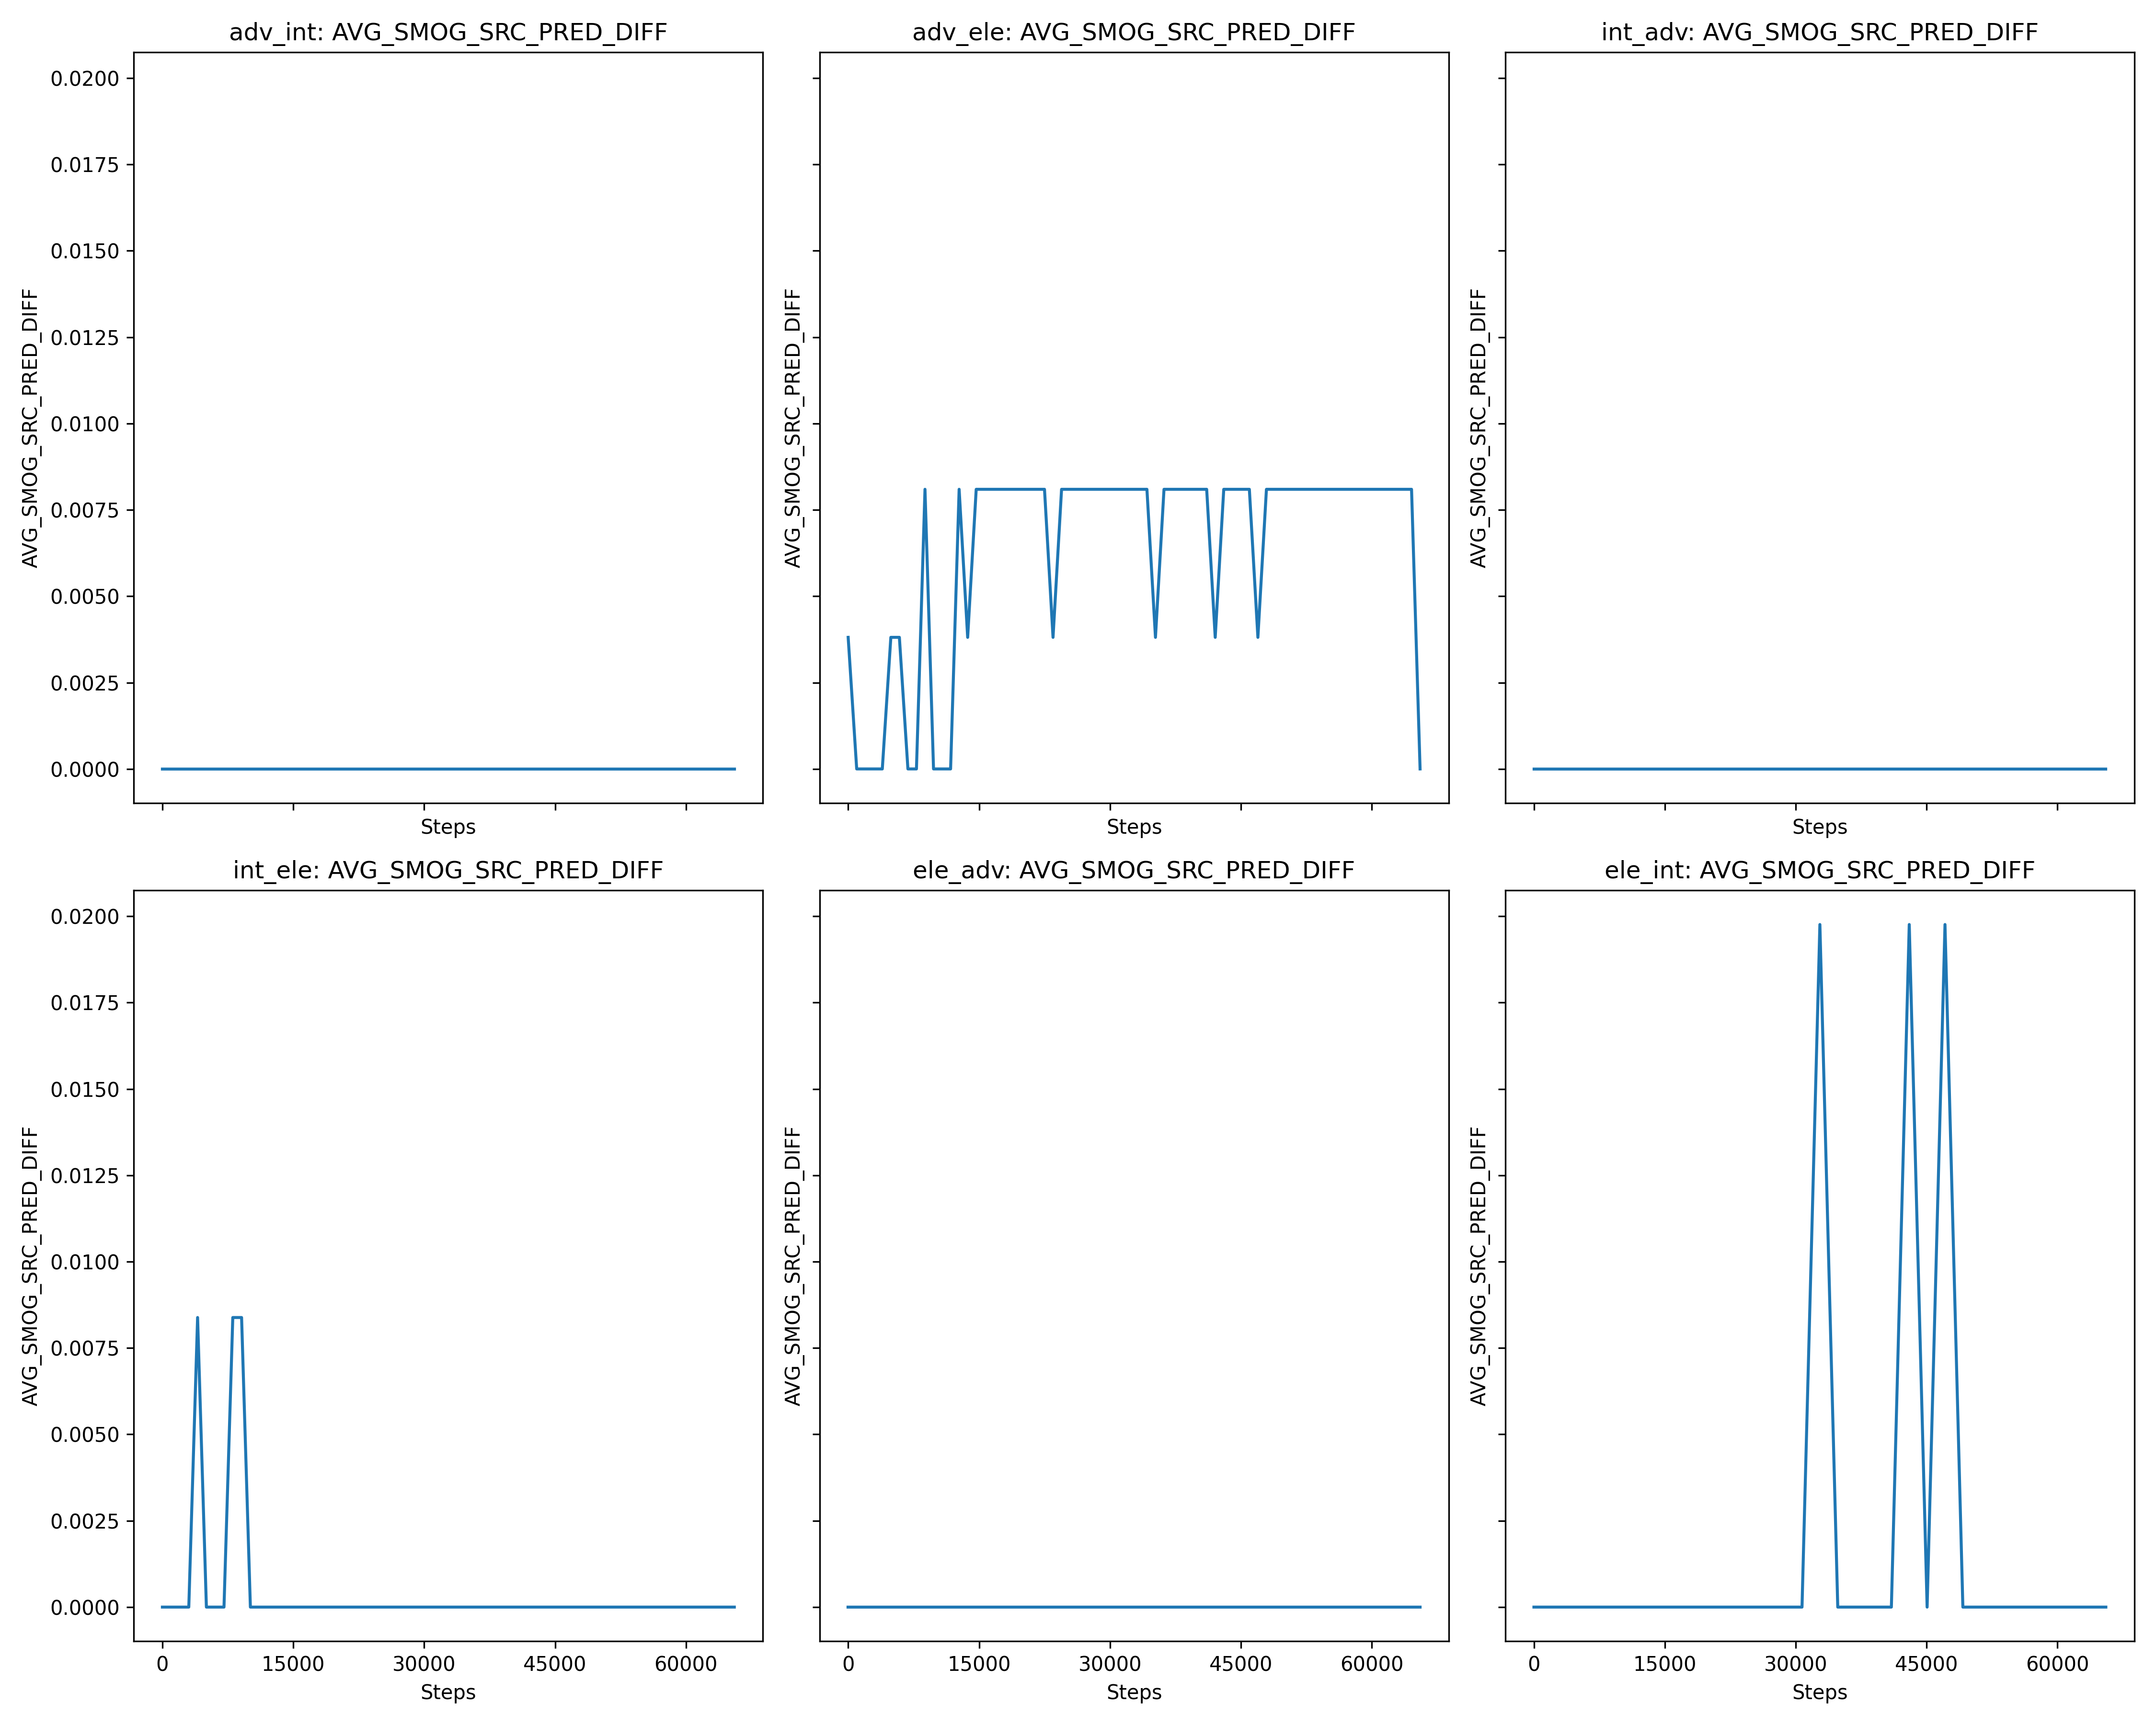 adv_int: AVG_SMOG_SRC_PRED_DIFF
adv_ele: AVG_SMOG_SRC_PRED_DIFF
int_adv: AVG_SMOG_SRC_PRED_DIFF
AVG_SMOG_SRC_PRED_DIFF
0.0200
0.0175
0.0150
0.0125
0.0100
0.0075
0.0050
0.0025
0.0000
AVG_SMOG_SRC_PRED_DIFF
AVG_SMOG_SRC_PRED_DIFF
Steps
Steps
Steps
int_ele: AVG_SMOG_SRC_PRED_DIFF
ele_adv: AVG_SMOG_SRC_PRED_DIFF
ele_int: AVG_SMOG_SRC_PRED_DIFF
AVG_SMOG_SRC_PRED_DIFF
0.0200
0.0175
0.0150
0.0125
0.0100
0.0075
0.0050
0.0025
0.0000
AVG_SMOG_SRC_PRED_DIFF
AVG_SMOG_SRC_PRED_DIFF
0 15000 30000 45000 60000
0 15000 30000 45000 60000
0 15000 30000 45000 60000
Steps
Steps
Steps